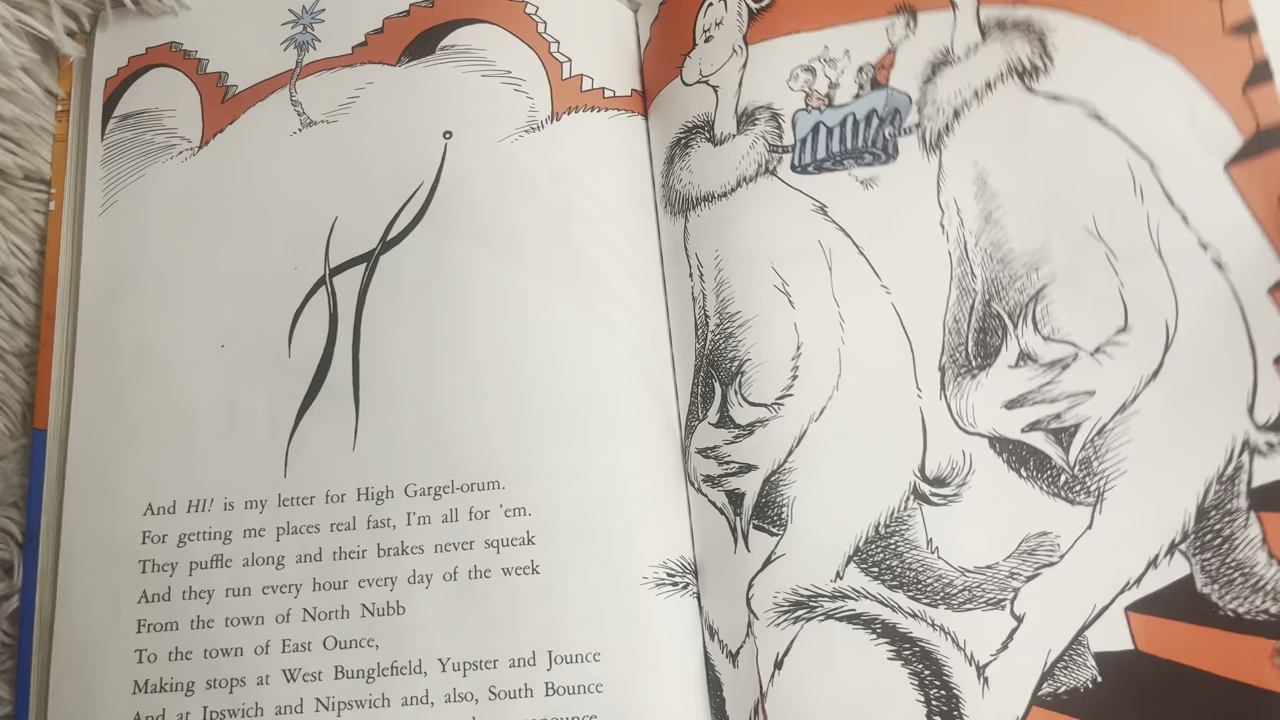 And HI! is my letter for High Gargel-orum.
For getting me places real fast, I'm all for 'em.
They puffle along and their brakes never squeak
And they run every hour every day of the week
From the town of North Nubb
To the town of East Ounce,
Making stops at West Bunglefield, Yupster and Jounce
And at Ipswich and Nipswich and, also, South Bounce